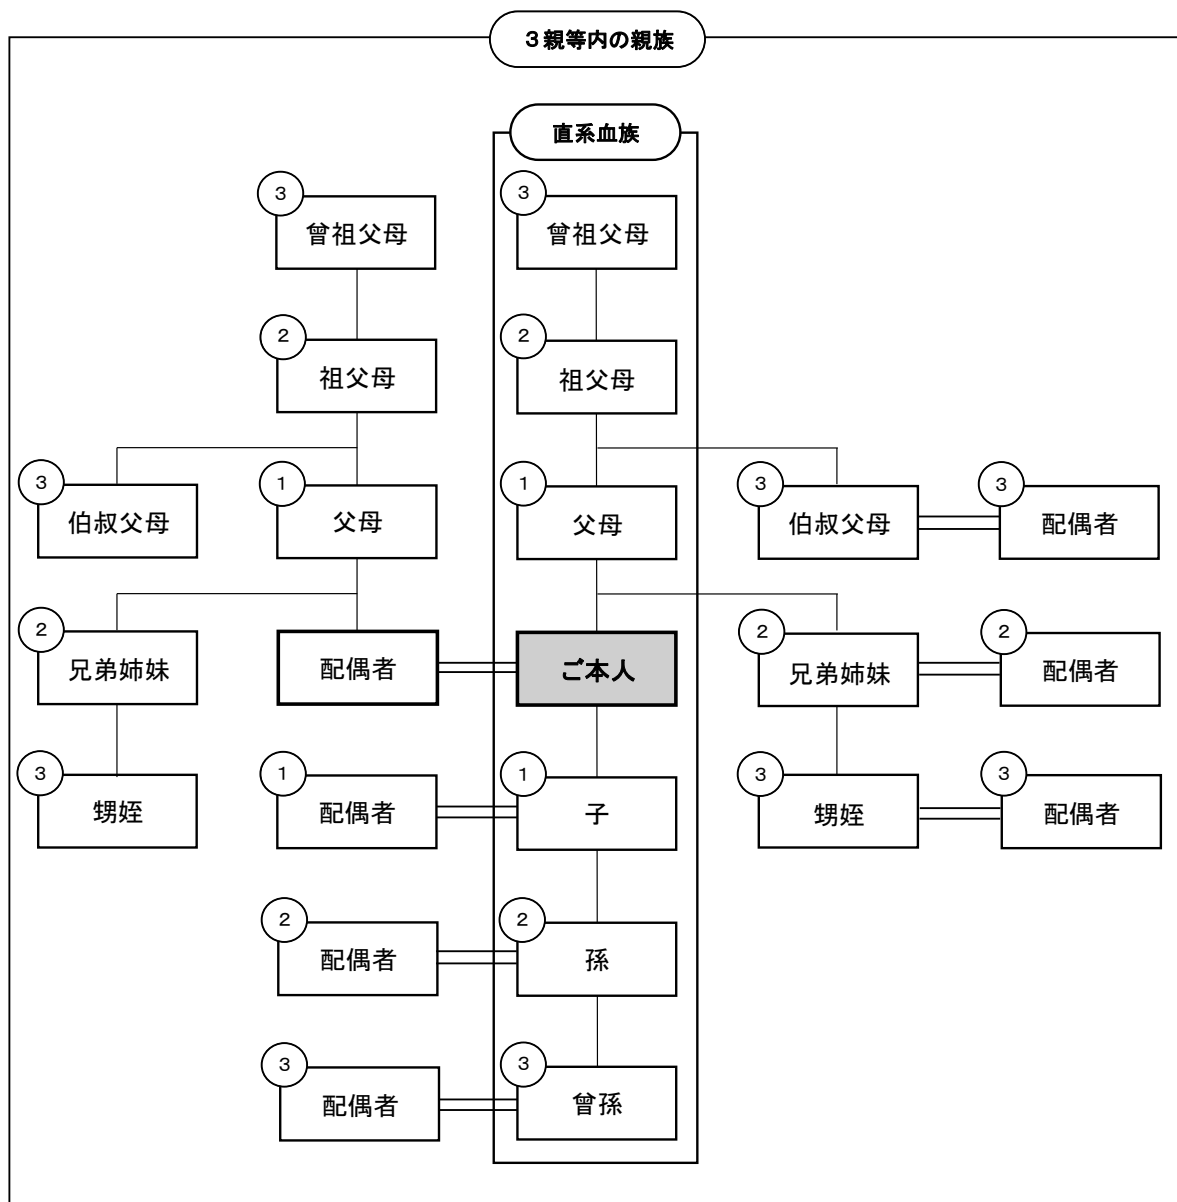 3親等内の親族
直系血族
3
曾祖父母
3
曾祖父母
2
祖父母
2
祖父母
3
伯叔父母
1
父母
1
父母
3
伯叔父母
3
配偶者
2
兄弟姉妹
配偶者
ご本人
2
兄弟姉妹
2
配偶者
3
甥姪
1
配偶者
1
子
3
甥姪
3
配偶者
2
配偶者
2
孫
3
配偶者
3
曾孫